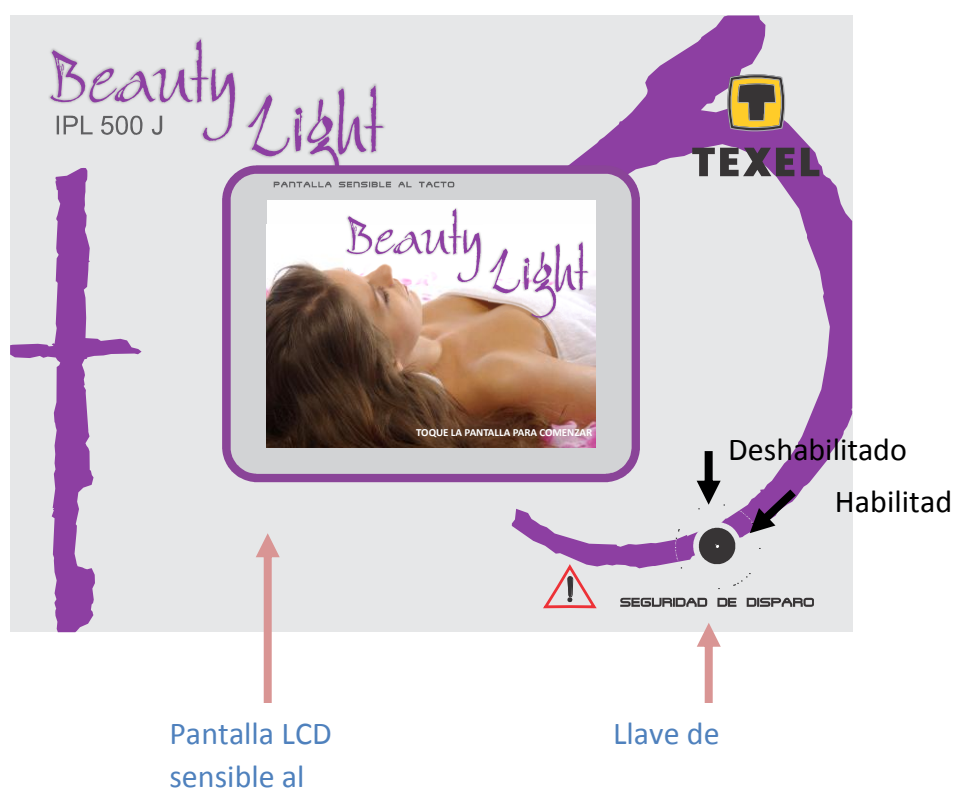 Beauty
Light
IPL 500 J
TEXEL
PANTALLA SENSIBLE AL TACTO
Beauty
Light
TOQUE LA PANTALLA PARA COMENZAR
Deshabilitado
Habilitad
SEGURIDAD DE DISPARO
Pantalla LCD
sensible al
Llave de